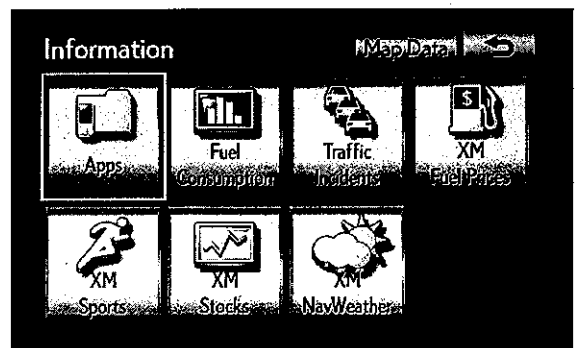 Information
Map Data
Apps
Fuel
Consumption
Traffic
Incidents
$
XM
Fuel Prices
XM
Sports
XM
Stocks
XM
NavWeather